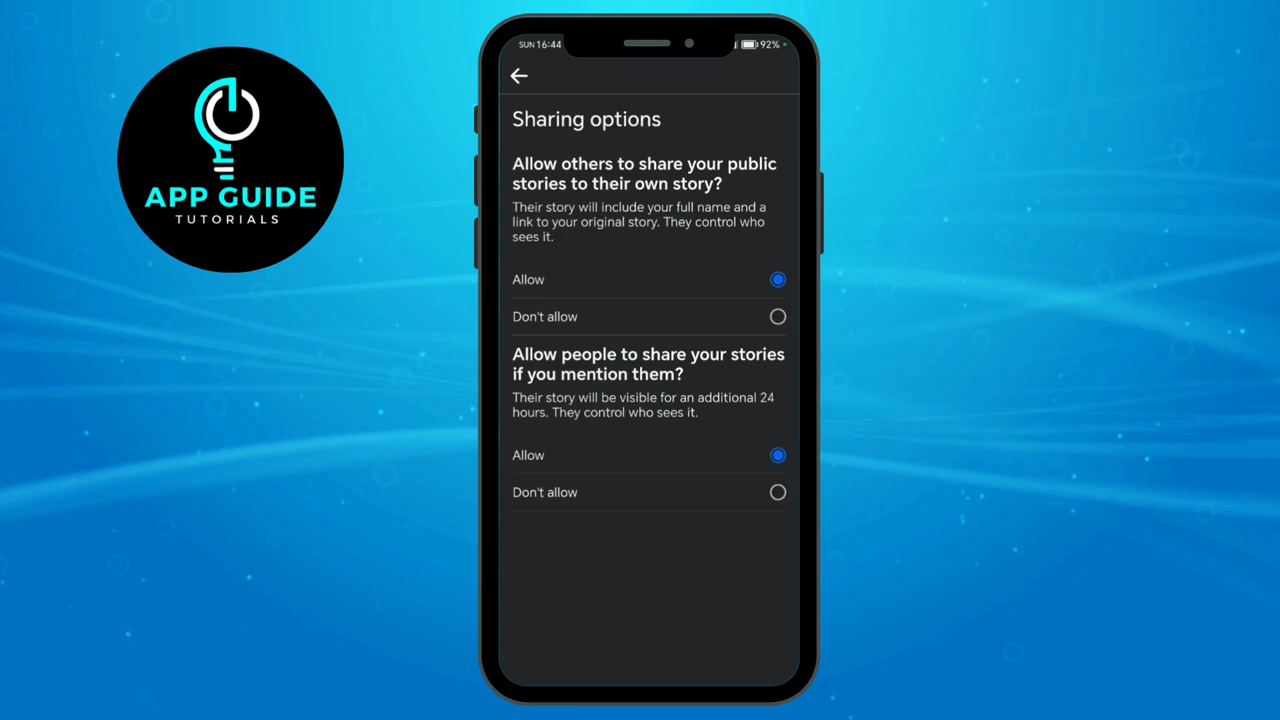 APP GUIDE
TUTORIALS
SUN 16:44
92%
Sharing options
Allow others to share your public
stories to their own story?
Their story will include your full name and a
link to your original story. They control who
sees it.
Allow
Don't allow
Allow people to share your stories
if you mention them?
Their story will be visible for an additional 24
hours. They control who sees it.
Allow
Don't allow